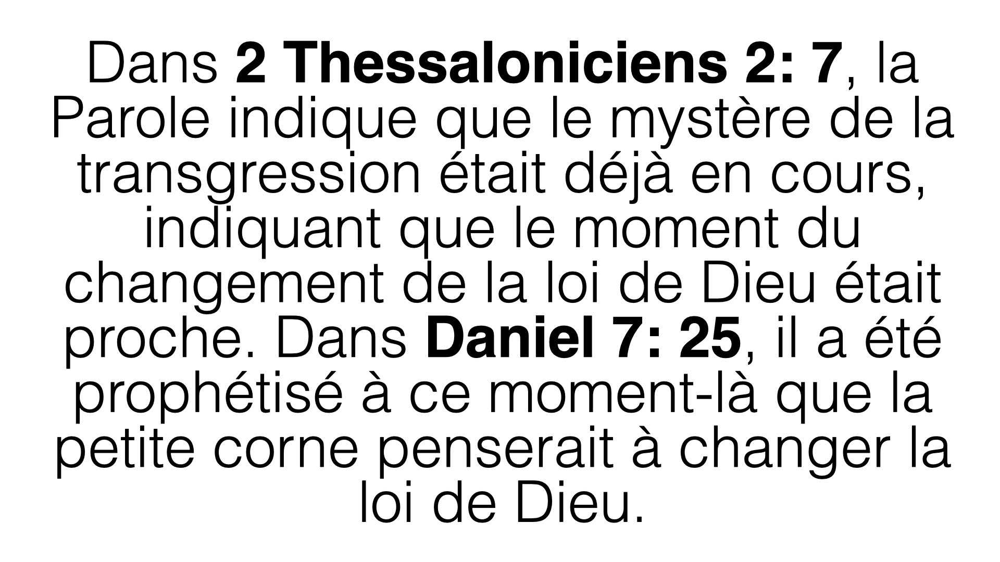 Dans 2 Thessaloniciens 2: 7, la
Parole indique que le mystère de la
transgression était déjà en cours,
indiquant que le moment du
changement de la loi de Dieu était
proche. Dans Daniel 7: 25, il a été
prophétisé à ce moment-là que la
petite corne penserait à changer la
loi de Dieu.